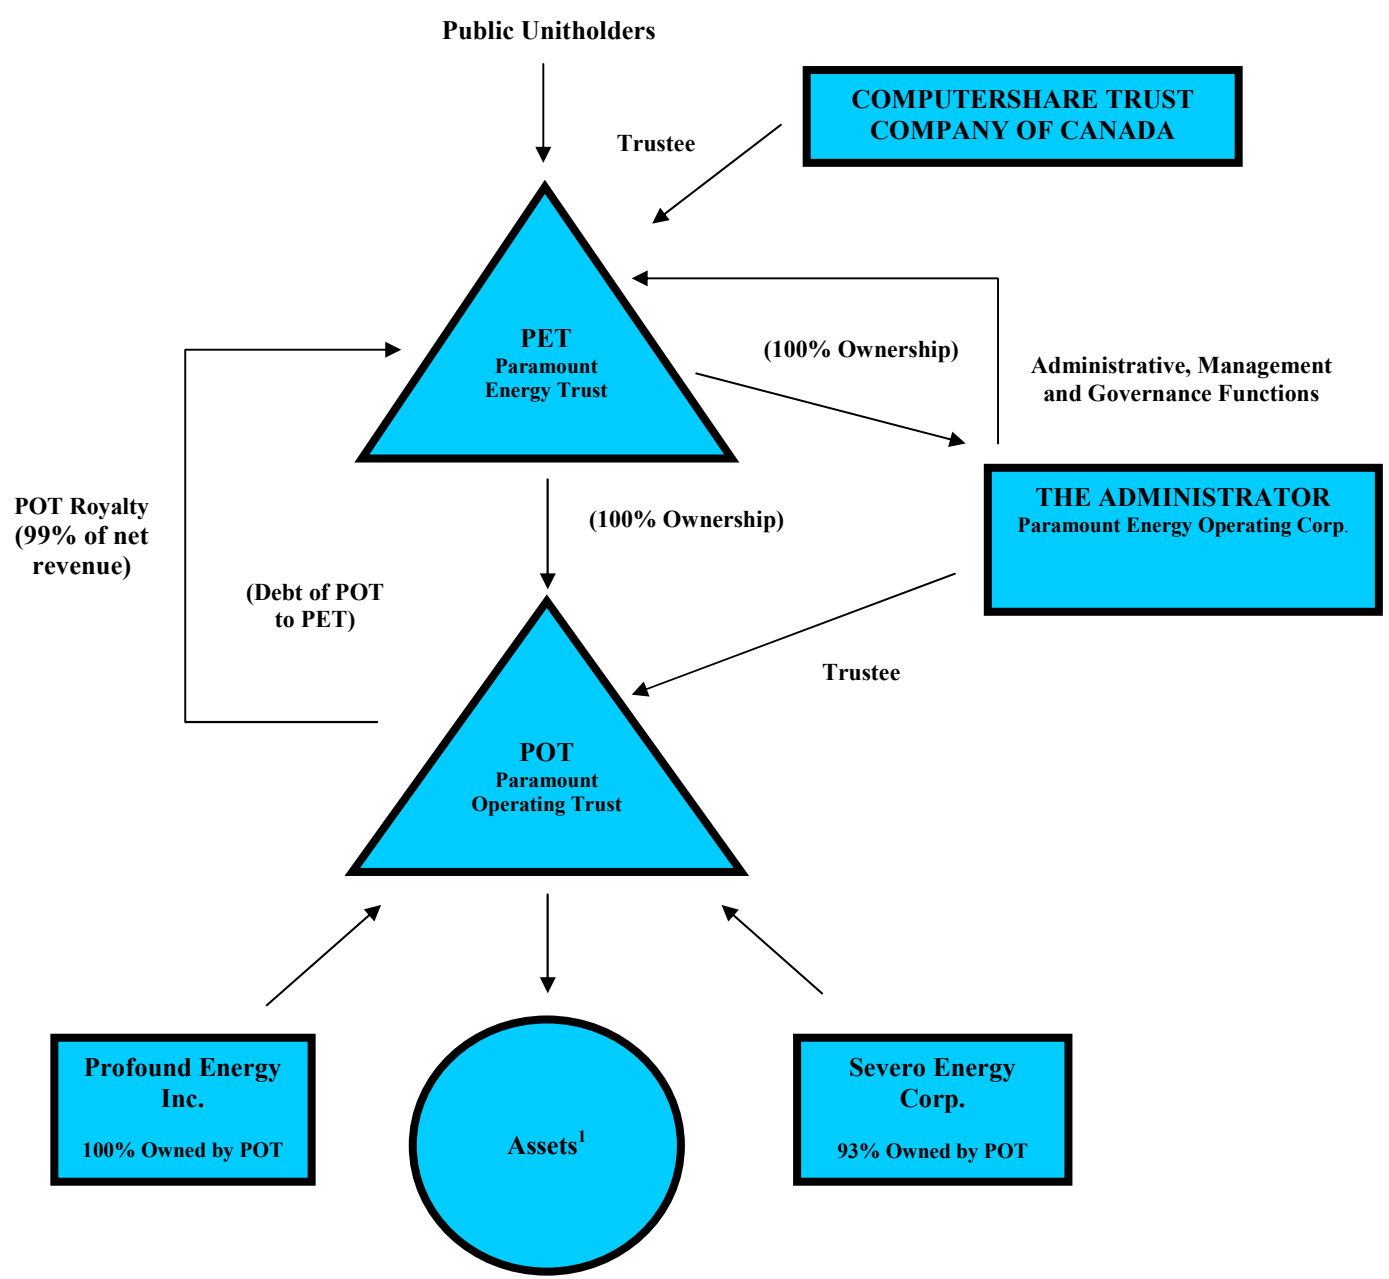 Public Unitholders
COMPUTERSHARE TRUST
COMPANY OF CANADA
Trustee
PET
Paramount
Energy Trust
(100% Ownership)
Administrative, Management
and Governance Functions
THE ADMINISTRATOR
Paramount Energy Operating Corp.
POT Royalty
(99% of net
revenue)
(100% Ownership)
(Debt of POT
to PET)
Trustee
POT
Paramount
Operating Trust
Profound Energy
Inc.
100% Owned by POT
Assets¹
Severo Energy
Corp.
93% Owned by POT